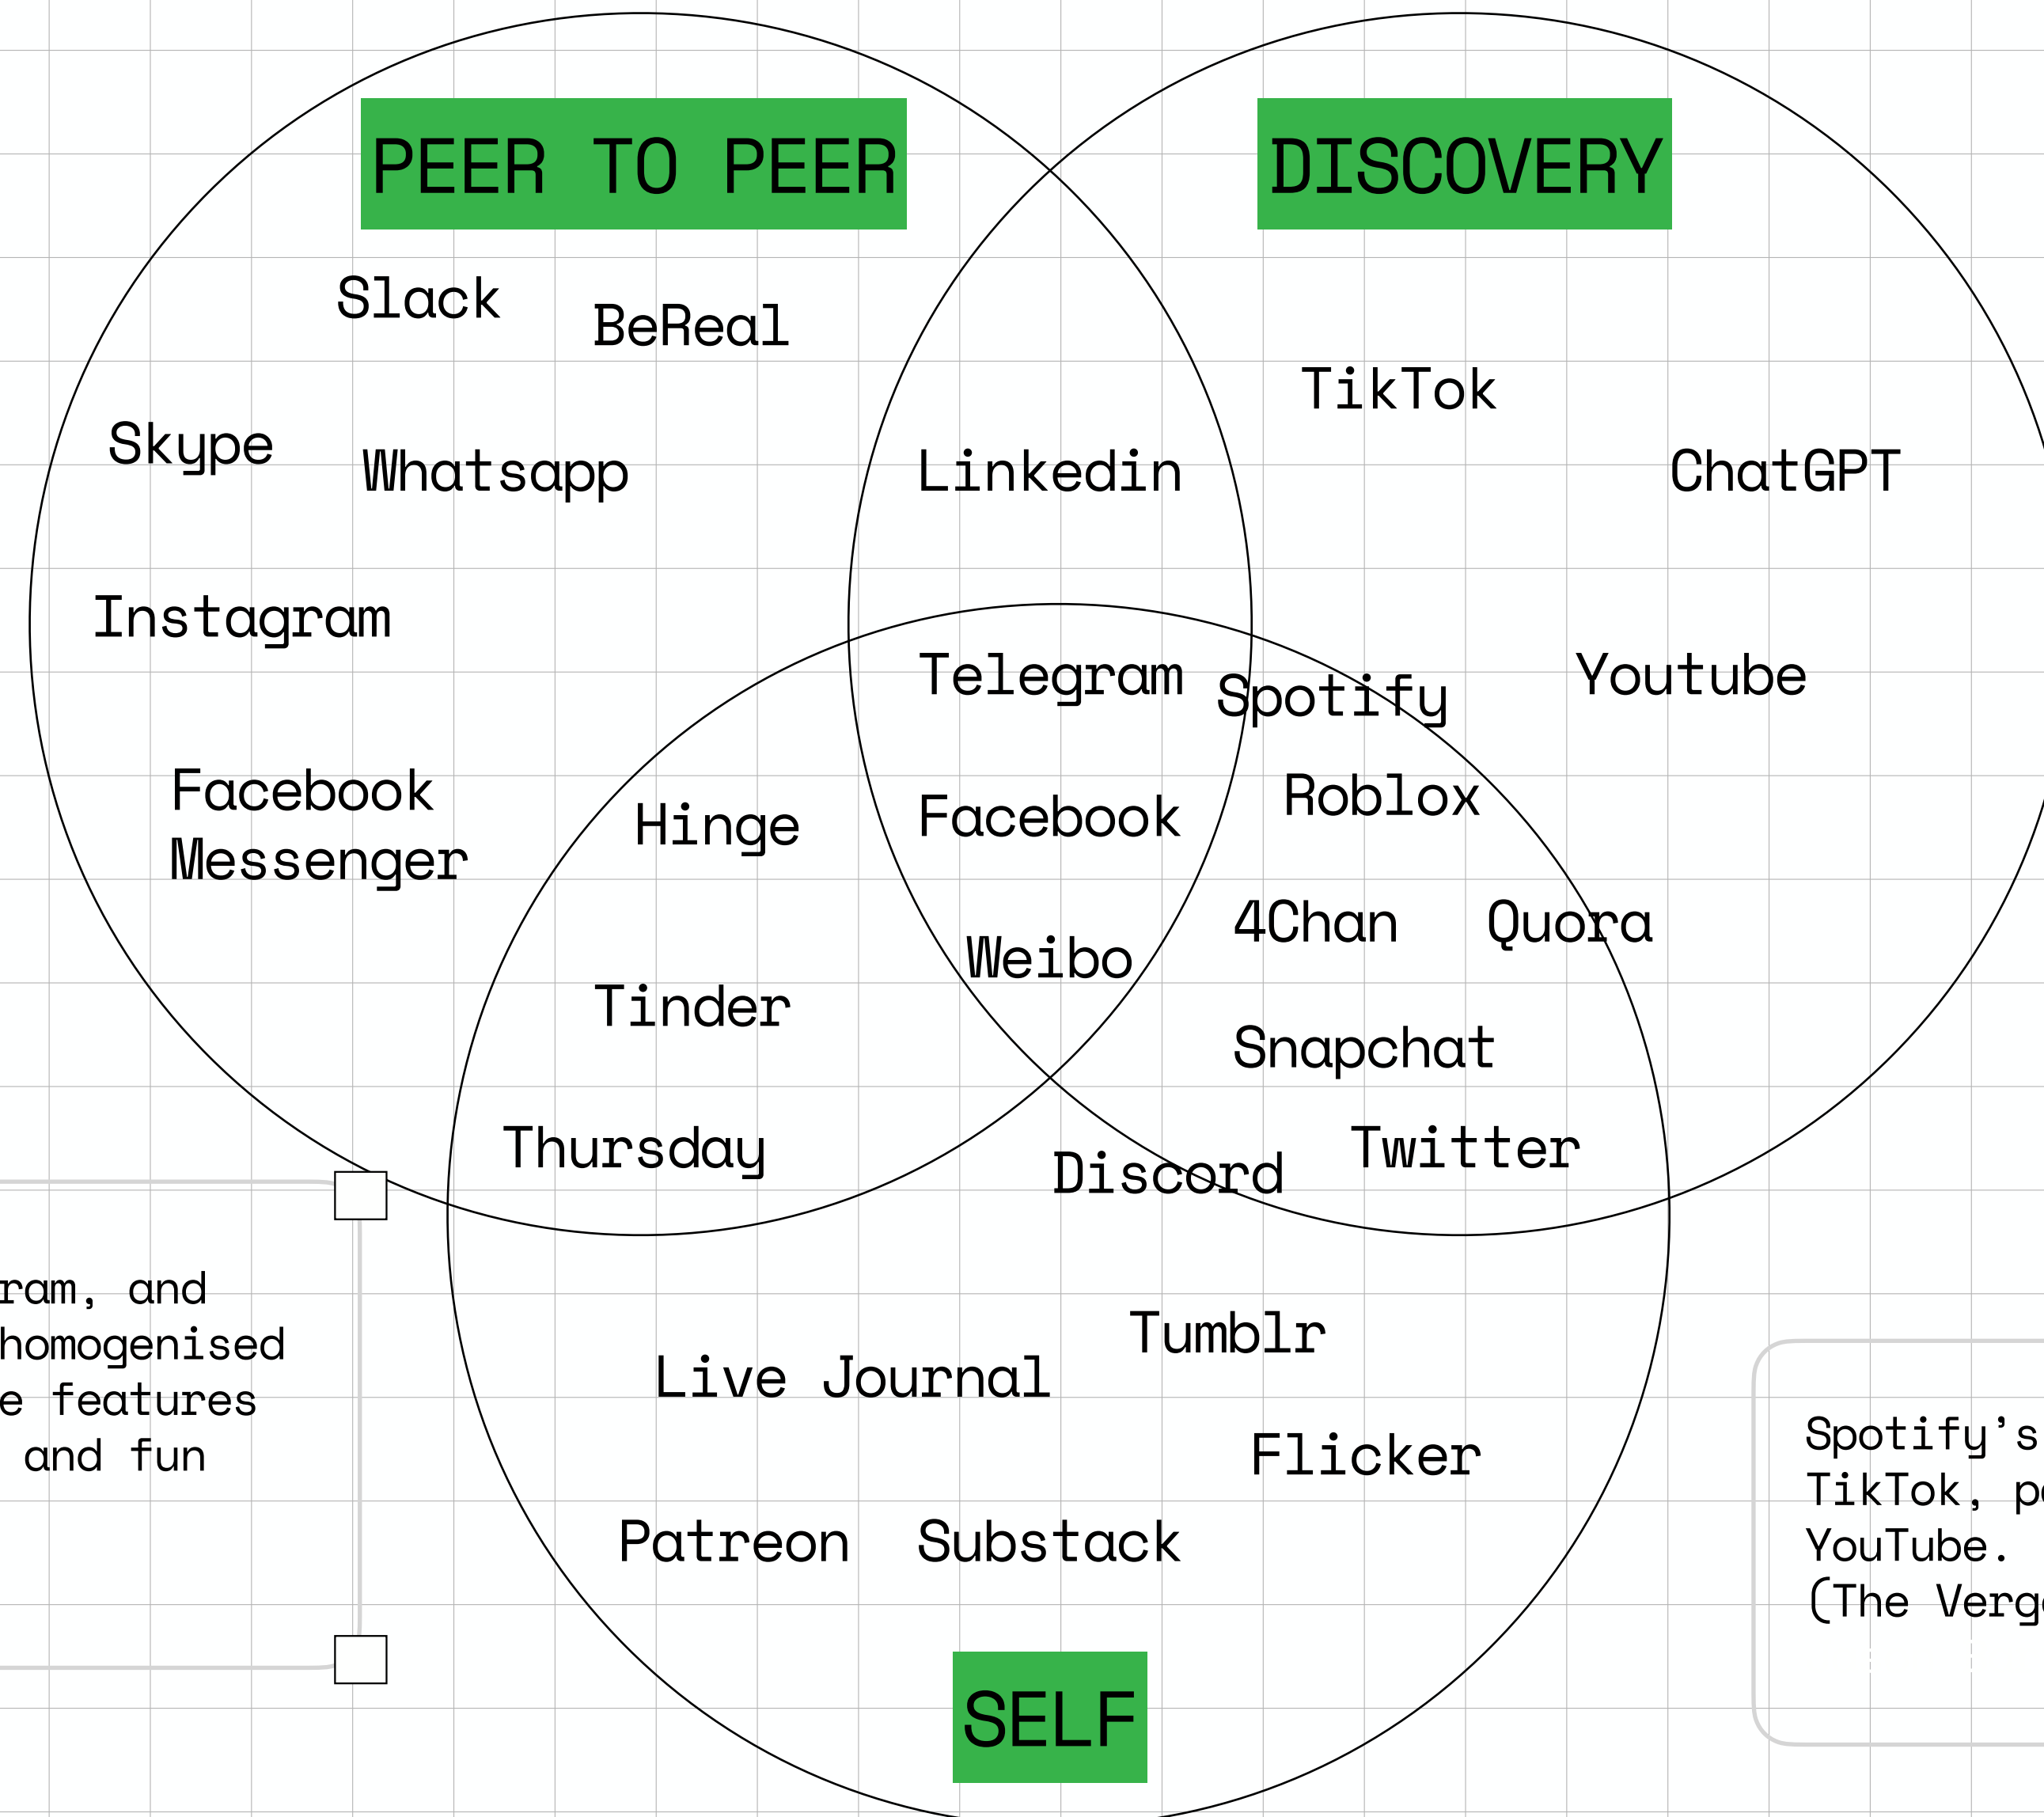 PEER TO PEER
DISCOVERY
Slack
BeReal
TikTok
Skype
Whatsapp
Linkedin
ChatGPT
Instagram
Telegram
Spotify
Youtube
Facebook
Messenger
Hinge
Facebook
Roblox
4Chan
Quora
Weibo
Tinder
Snapchat
Thursday
Discord
Twitter
ram, and
homogenised
e features
and fun
Tumblr
Live Journal
Flicker
Patreon
Substack
Spotify’s
TikTok, p
YouTube.
(The Verg
SELF